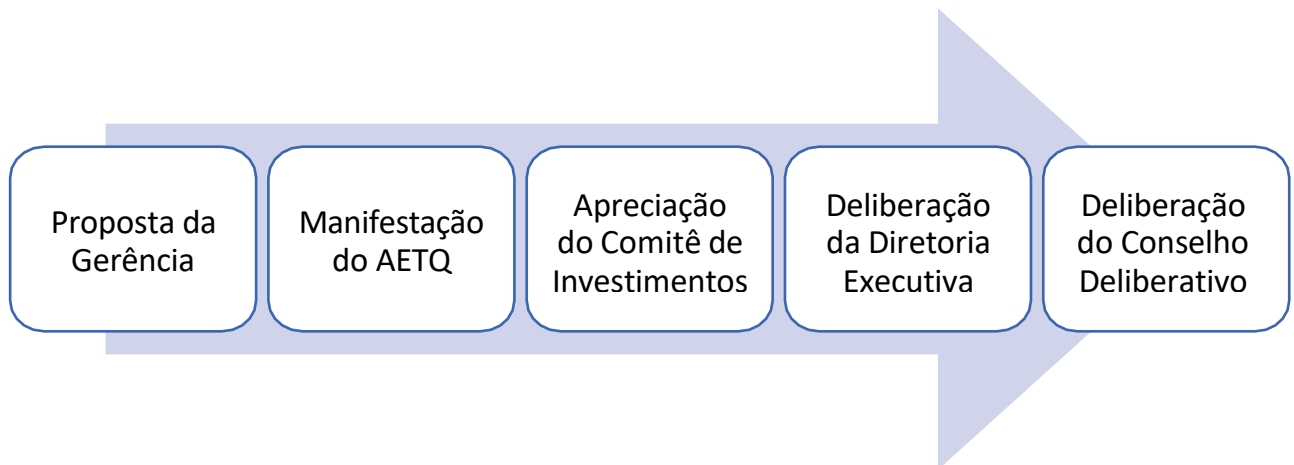 Proposta da
Gerência
Manifestação
do AETQ
Apreciação
do Comitê de
Investimentos
Deliberação
da Diretoria
Executiva
Deliberação
do Conselho
Deliberativo